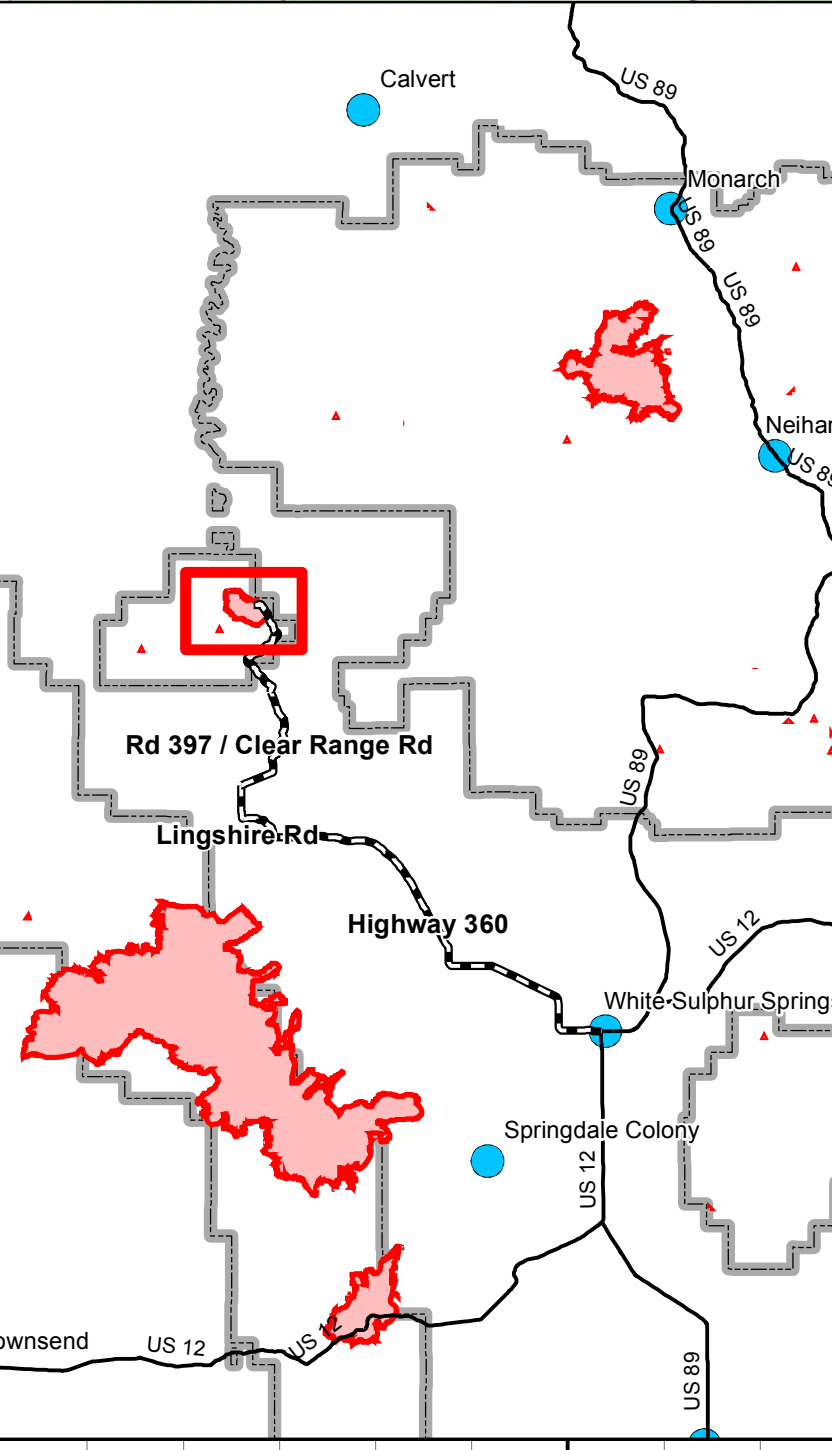 Calvert
US 89
Monarch
US 89
US 89
Neihar
US 89
Rd 397 / Clear Range Rd
US 89
Lingshire Rd
Highway 360
US 12
White Sulphur Springs
Springdale Colony
US 12
ownsend
US 12
US 12
US 89